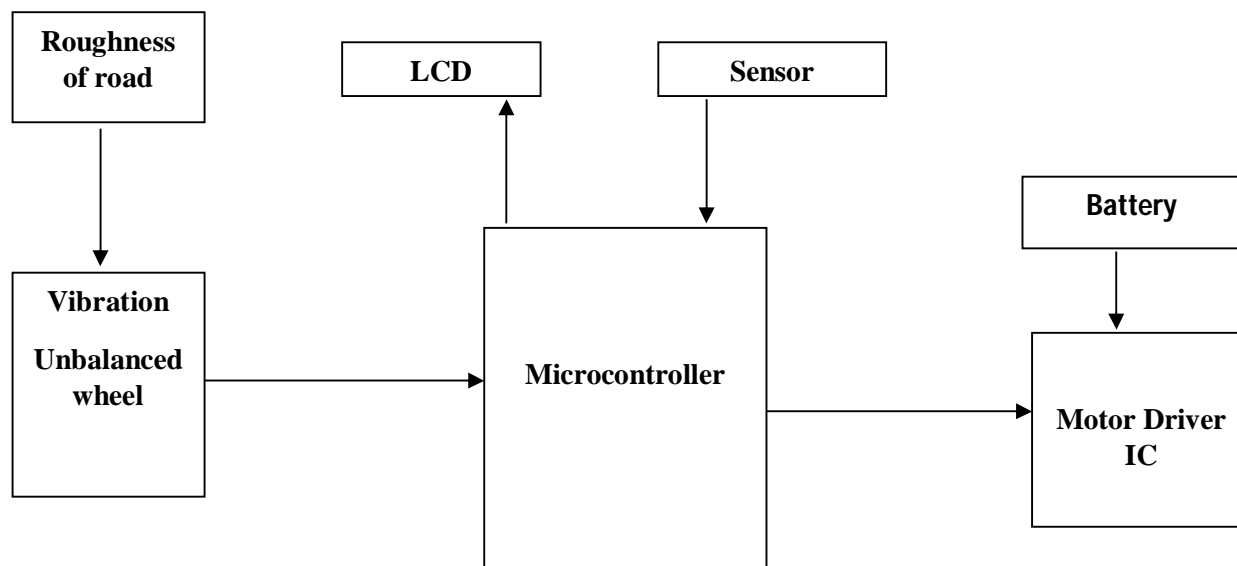 Roughness
of road
LCD
Sensor
Battery
Vibration
Unbalanced
wheel
Microcontroller
Motor Driver
IC